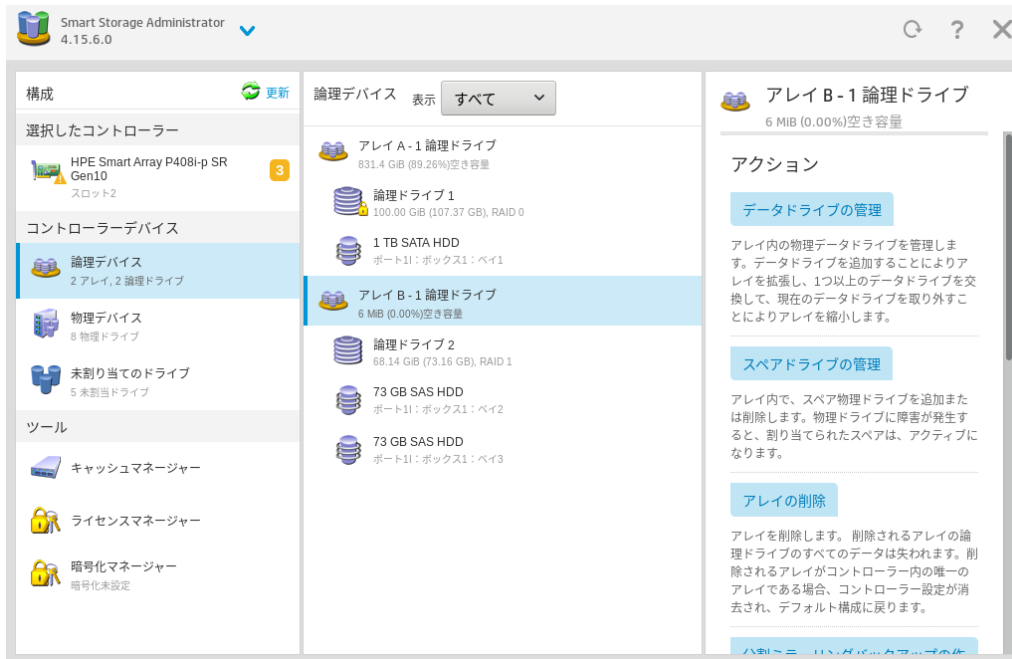 Smart Storage Administrator
4.15.6.0
構成
更新
選択したコントローラー
HPE Smart Array P408i-p SR
Gen10
スロット2
3
コントローラーデバイス
論理デバイス
2 アレイ, 2 論理ドライブ
物理デバイス
8 物理ドライブ
未割り当てのドライブ
5 未割当ドライブ
ツール
キャッシュマネージャー
ライセンスマネージャー
暗号化マネージャー
暗号化未設定
論理デバイス 表示 すべて
アレイ A - 1 論理ドライブ
831.4 GiB (89.26%)空き容量
論理ドライブ 1
100.00 GiB (107.37 GB), RAID 0
1 TB SATA HDD
ポート1I：ボックス1：ベイ1
アレイ B - 1 論理ドライブ
6 MiB (0.00%)空き容量
論理ドライブ 2
68.14 GiB (73.16 GB), RAID 1
73 GB SAS HDD
ポート1I：ボックス1：ベイ2
73 GB SAS HDD
ポート1I：ボックス1：ベイ3
アレイ B - 1 論理ドライブ
6 MiB (0.00%)空き容量
アクション
データドライブの管理
アレイ内の物理データドライブを管理しま
す。データドライブを追加することによりア
レイを拡張し、1つ以上のデータドライブを交
換して、現在のデータドライブを取り外すこ
とによりアレイを縮小します。
スペアドライブの管理
アレイ内で、スペア物理ドライブを追加また
は削除します。物理ドライブに障害が発生す
ると、割り当てられたスペアは、アクティブに
なります。
アレイの削除
アレイを削除します。 削除されるアレイの論
理ドライブのすべてのデータは失われます。削
除されるアレイがコントローラー内の唯一の
アレイである場合、コントローラー設定が消
去され、デフォルト構成に戻ります。
分割ミラーリングバックアップの作